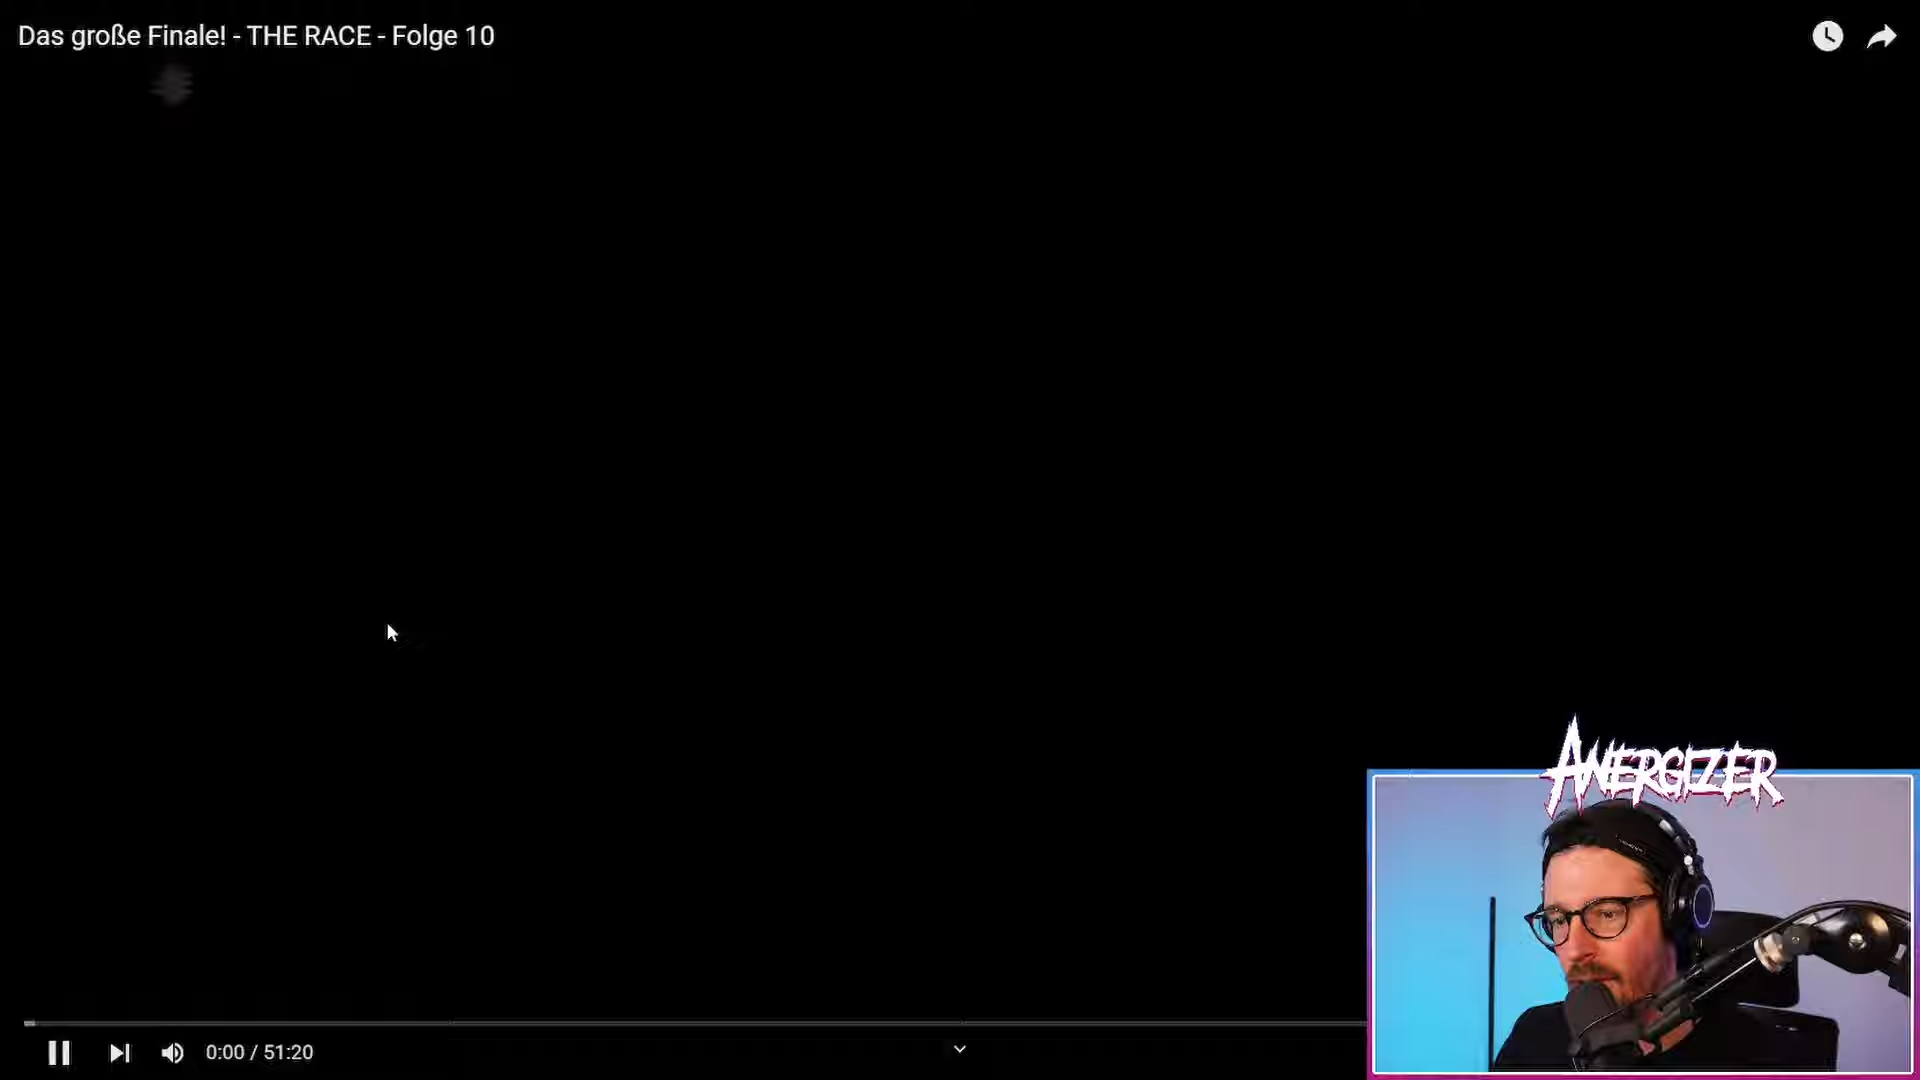 Das große Finale! - THE RACE - Folge 10
ANERGIZER
0:00 / 51:20